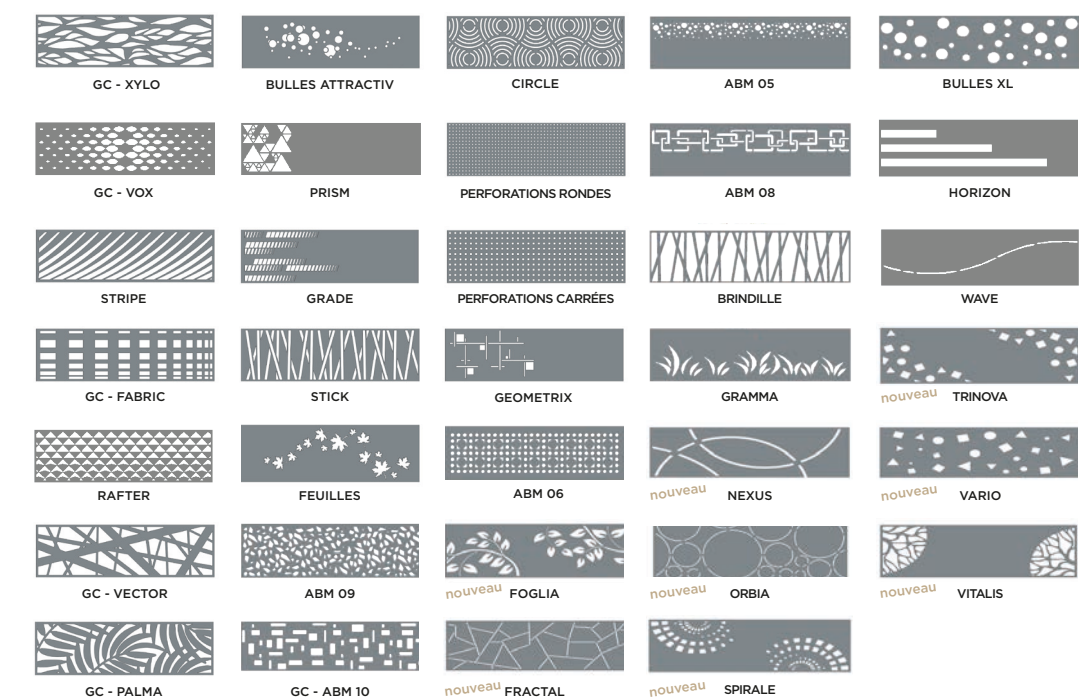 GC - XYLO
BULLES ATTRACTIV
CIRCLE
ABM 05
BULLES XL
GC - VOX
PRISM
PERFORATIONS RONDES
ABM 08
HORIZON
STRIPE
GRADE
PERFORATIONS CARRÉES
BRINDILLE
WAVE
GC - FABRIC
STICK
GEOMETRIX
GRAMMA
nouveau TRINOVA
RAFTER
FEUILLES
ABM 06
nouveau NEXUS
nouveau VARIO
GC - VECTOR
ABM 09
nouveau FOGLIA
nouveau ORBIA
nouveau VITALIS
GC - PALMA
GC - ABM 10
nouveau FRACTAL
nouveau SPIRALE